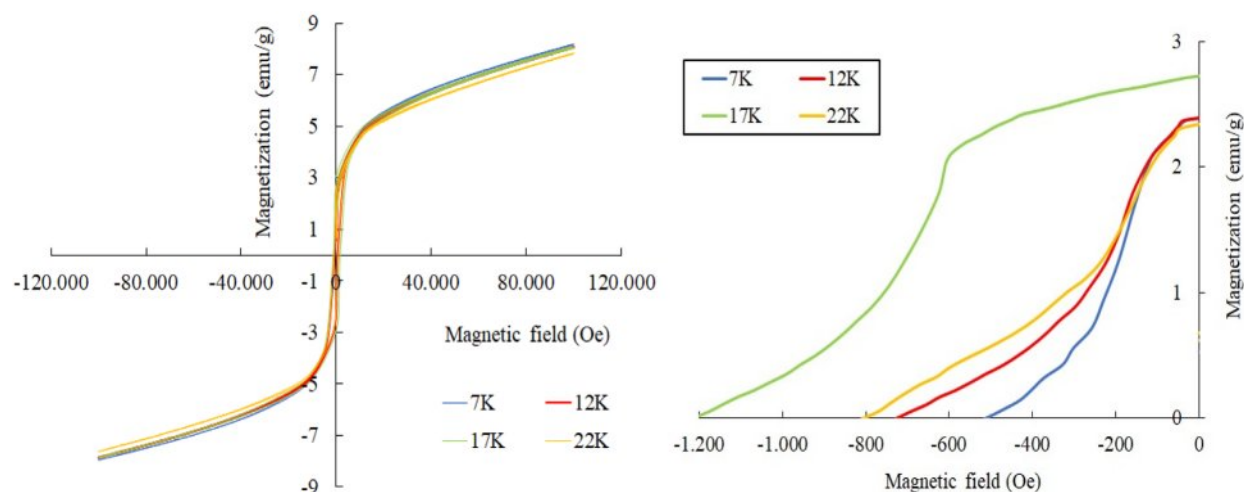 9
7
5
3
1
-1
-3
-5
-7
-9
Magnetization (emu/g)
-120.000 -80.000 -40.000 0 40.000 80.000 120.000
Magnetic field (Oe)
7K 12K
17K 22K
7K 12K
17K 22K
3
2
1
0
Magnetization (emu/g)
-1.200 -1.000 -800 -600 -400 -200 0
Magnetic field (Oe)